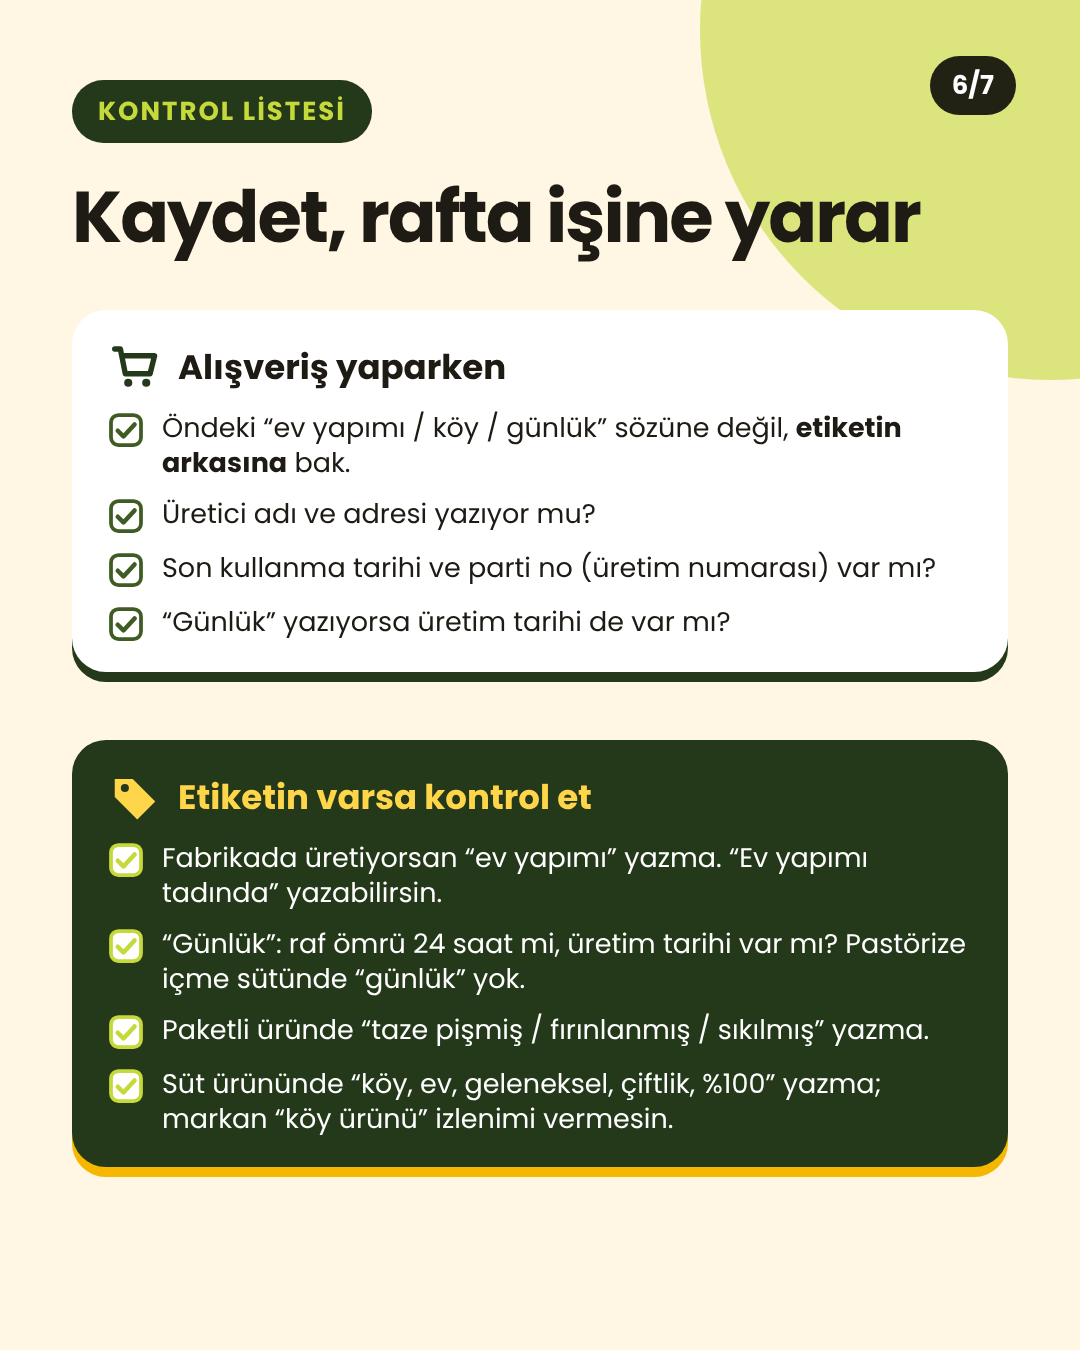 6/7
KONTROL LİSTESİ
Kaydet, rafta işine yarar
Alışveriş yaparken
Öndeki “ev yapımı / köy / günlük” sözüne değil, etiketin
arkasına bak.
Üretici adı ve adresi yazıyor mu?
Son kullanma tarihi ve parti no (üretim numarası) var mı?
“Günlük” yazıyorsa üretim tarihi de var mı?
Etiketin varsa kontrol et
Fabrikada üretiyorsan “ev yapımı” yazma. “Ev yapımı
tadında” yazabilirsin.
“Günlük”: raf ömrü 24 saat mi, üretim tarihi var mı? Pastörize
içme sütünde “günlük” yok.
Paketli üründe “taze pişmiş / fırınlanmış / sıkılmış” yazma.
Süt ürününde “köy, ev, geleneksel, çiftlik, %100” yazma;
markan “köy ürünü” izlenimi vermesin.